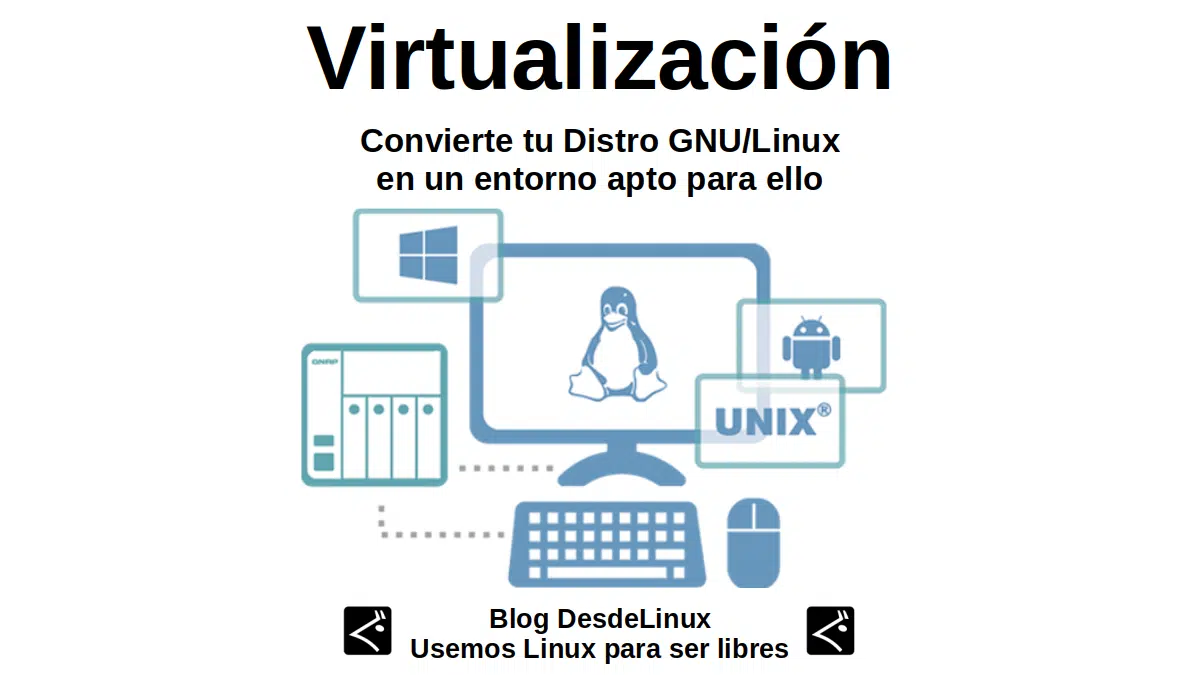 Virtualización
Convierte tu Distro GNU/Linux
en un entorno apto para ello
QNAP
UNIX®
Blog DesdeLinux
Usemos Linux para ser libres